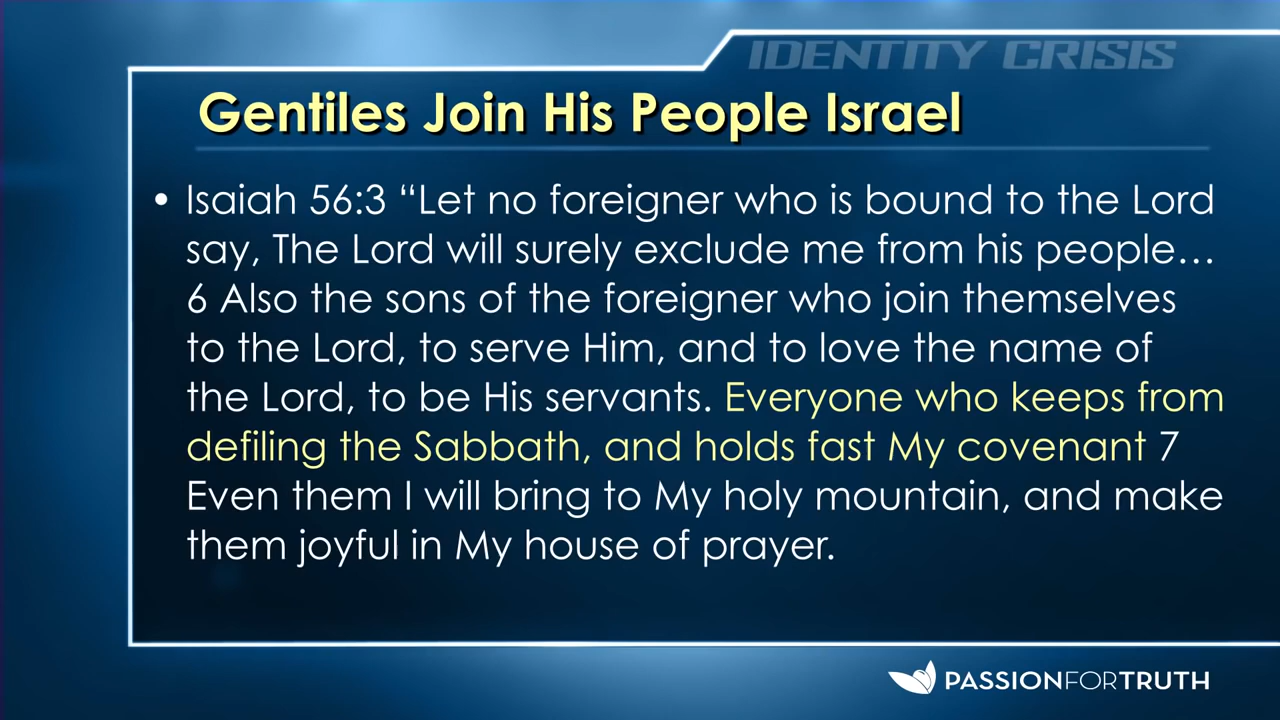 IDENTITY CRISIS
Gentiles Join His People Israel
• Isaiah 56:3 “Let no foreigner who is bound to the Lord
say, The Lord will surely exclude me from his people…
6 Also the sons of the foreigner who join themselves
to the Lord, to serve Him, and to love the name of
the Lord, to be His servants. Everyone who keeps from
defiling the Sabbath, and holds fast My covenant 7
Even them I will bring to My holy mountain, and make
them joyful in My house of prayer.
PASSIONFORTRUTH